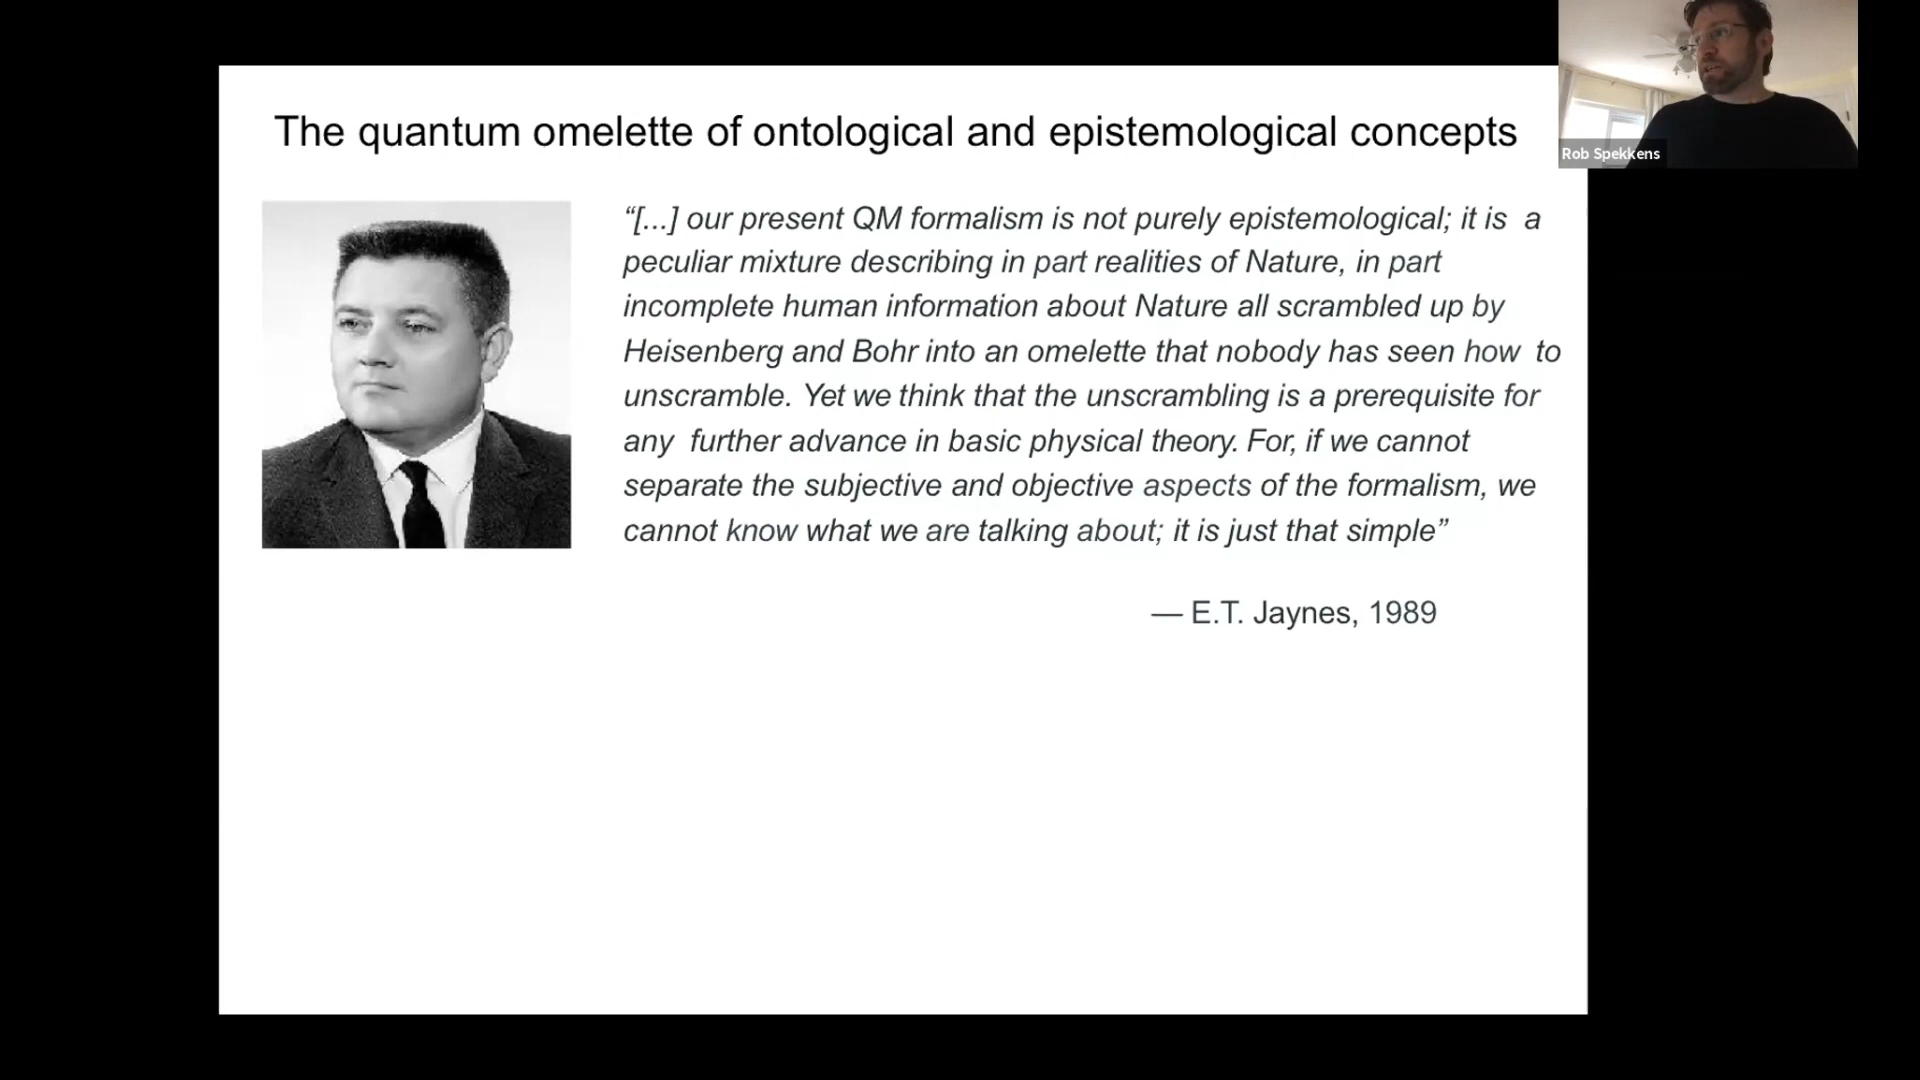 The quantum omelette of ontological and epistemological concepts
Rob Spekkens
“[...] our present QM formalism is not purely epistemological; it is a
peculiar mixture describing in part realities of Nature, in part
incomplete human information about Nature all scrambled up by
Heisenberg and Bohr into an omelette that nobody has seen how to
unscramble. Yet we think that the unscrambling is a prerequisite for
any further advance in basic physical theory. For, if we cannot
separate the subjective and objective aspects of the formalism, we
cannot know what we are talking about; it is just that simple”
— E.T. Jaynes, 1989